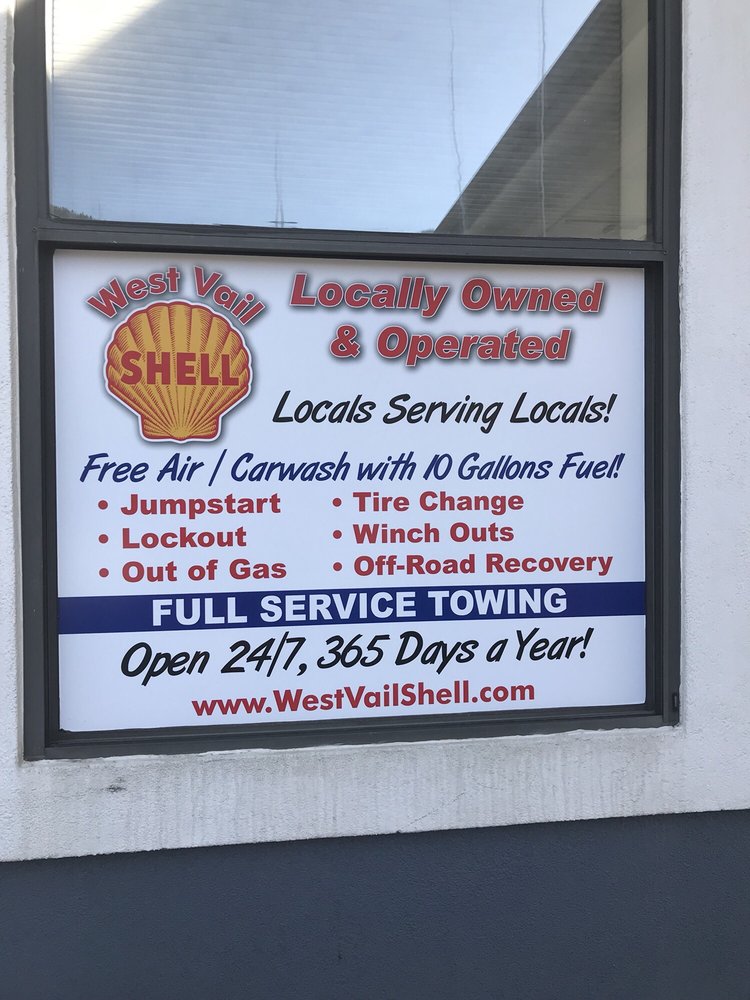 West Vail
SHELL
Locally Owned
& Operated
Locals Serving Locals!
Free Air / Carwash with 10 Gallons Fuel!
• Jumpstart
• Lockout
• Out of Gas
• Tire Change
• Winch Outs
• Off-Road Recovery
FULL SERVICE TOWING
Open 24/7, 365 Days a Year!
www.WestVailShell.com